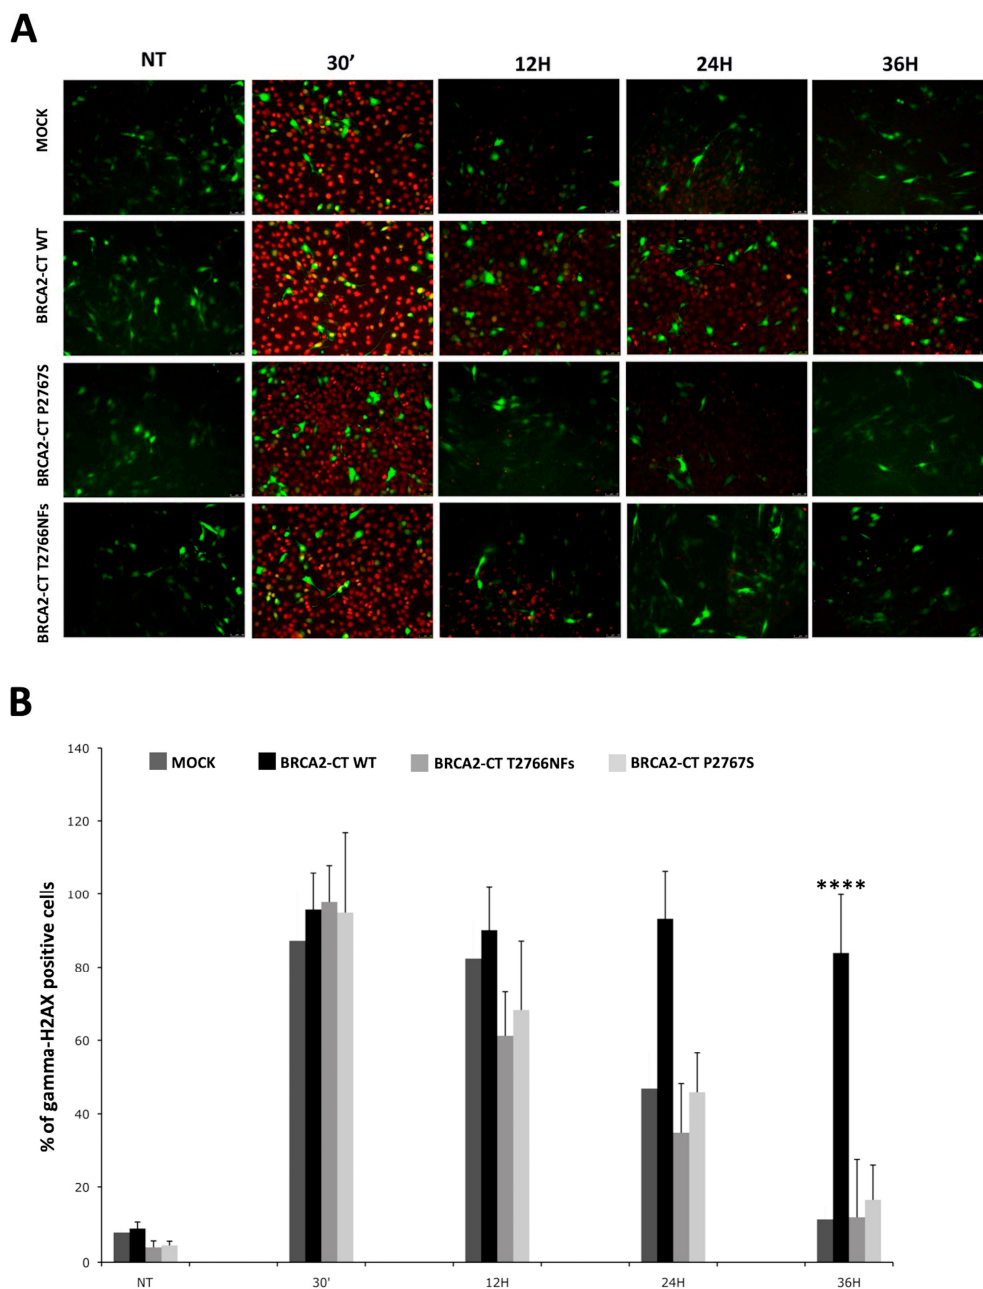 A
NT 30’ 12H 24H 36H
MOCK
BRCA2-CT WT
BRCA2-CT P2767S
BRCA2-CT T2766NFs
B
MOCK BRCA2-CT WT BRCA2-CT T2766NFs BRCA2-CT P2767S
% of gamma-H2AX positive cells
140
120
100
80
60
40
20
0
****
NT 30' 12H 24H 36H